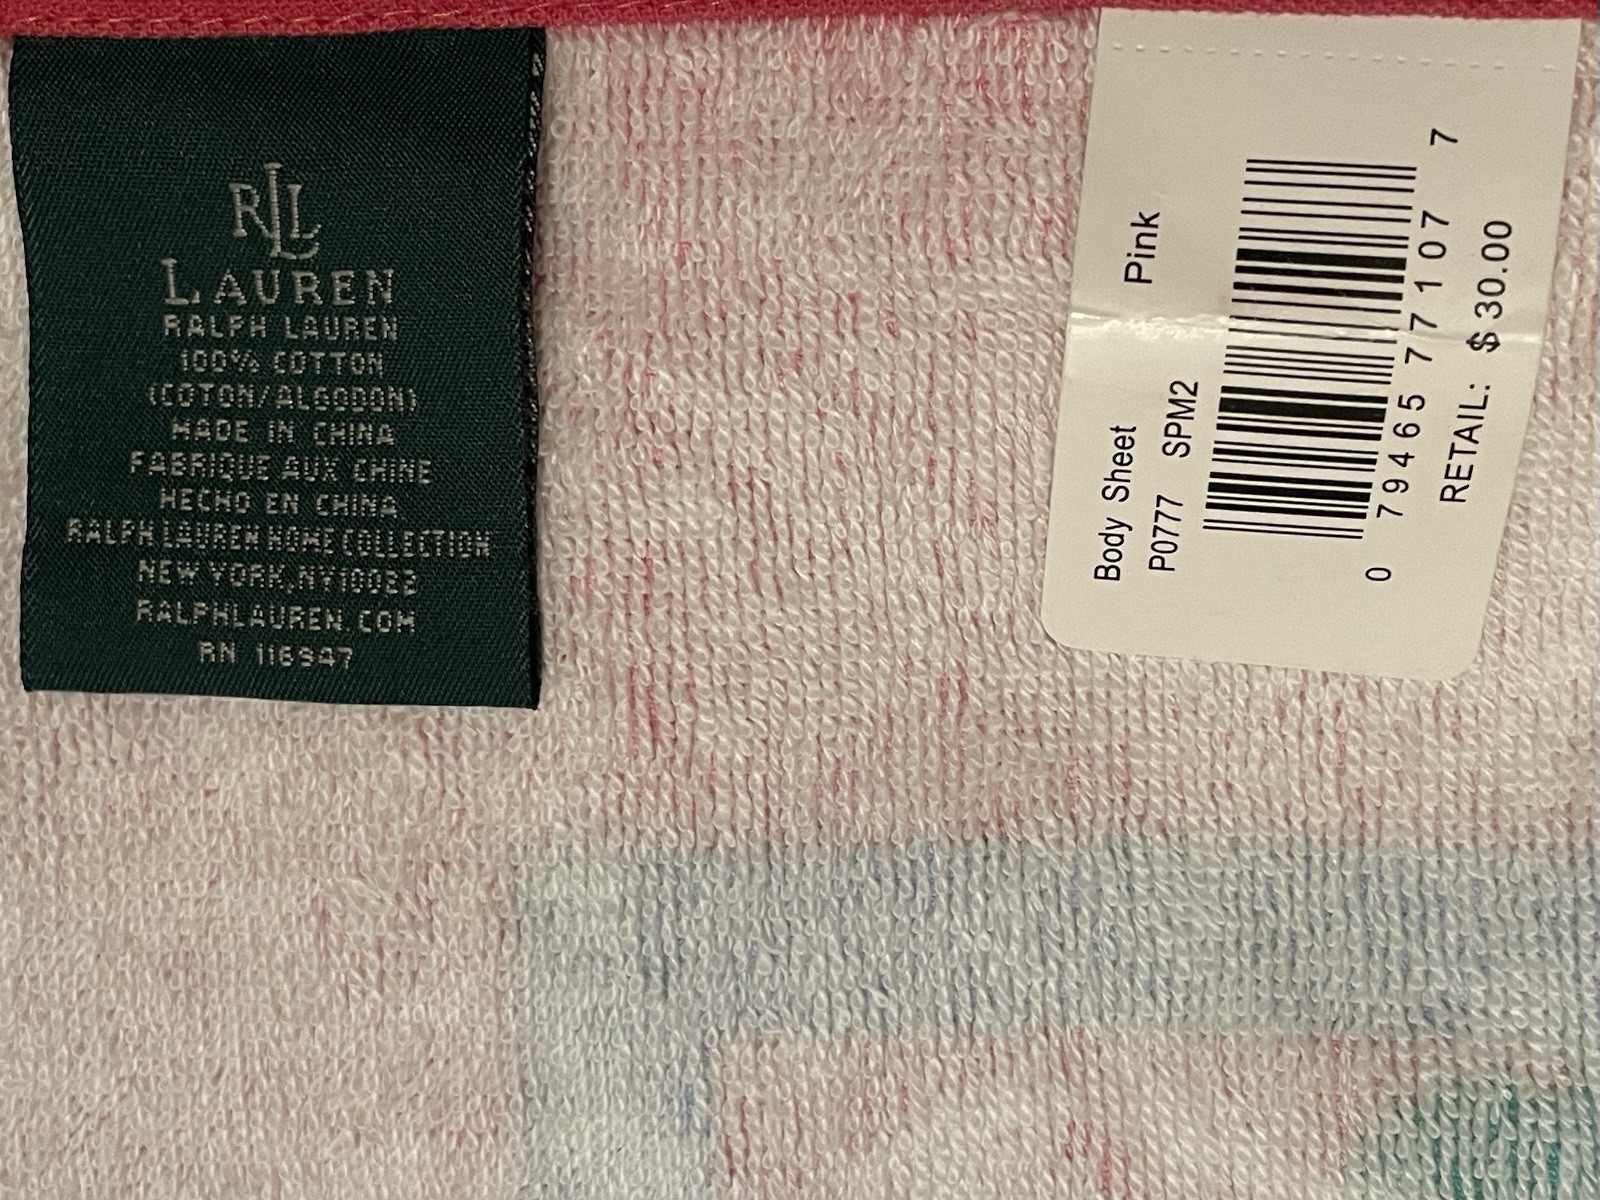 RLL
LAUREN
RALPH LAUREN
100% COTTON
(COTON/ALGODON)
MADE IN CHINA
FABRIQUE AUX CHINE
HECHO EN CHINA
RALPH LAUREN HOME COLLECTION
NEW YORK, NY 10022
RALPHLAUREN.COM
RN 116947
Body Sheet Pink
P0777 SPM2
0 79465 77107 7
RETAIL: $30.00